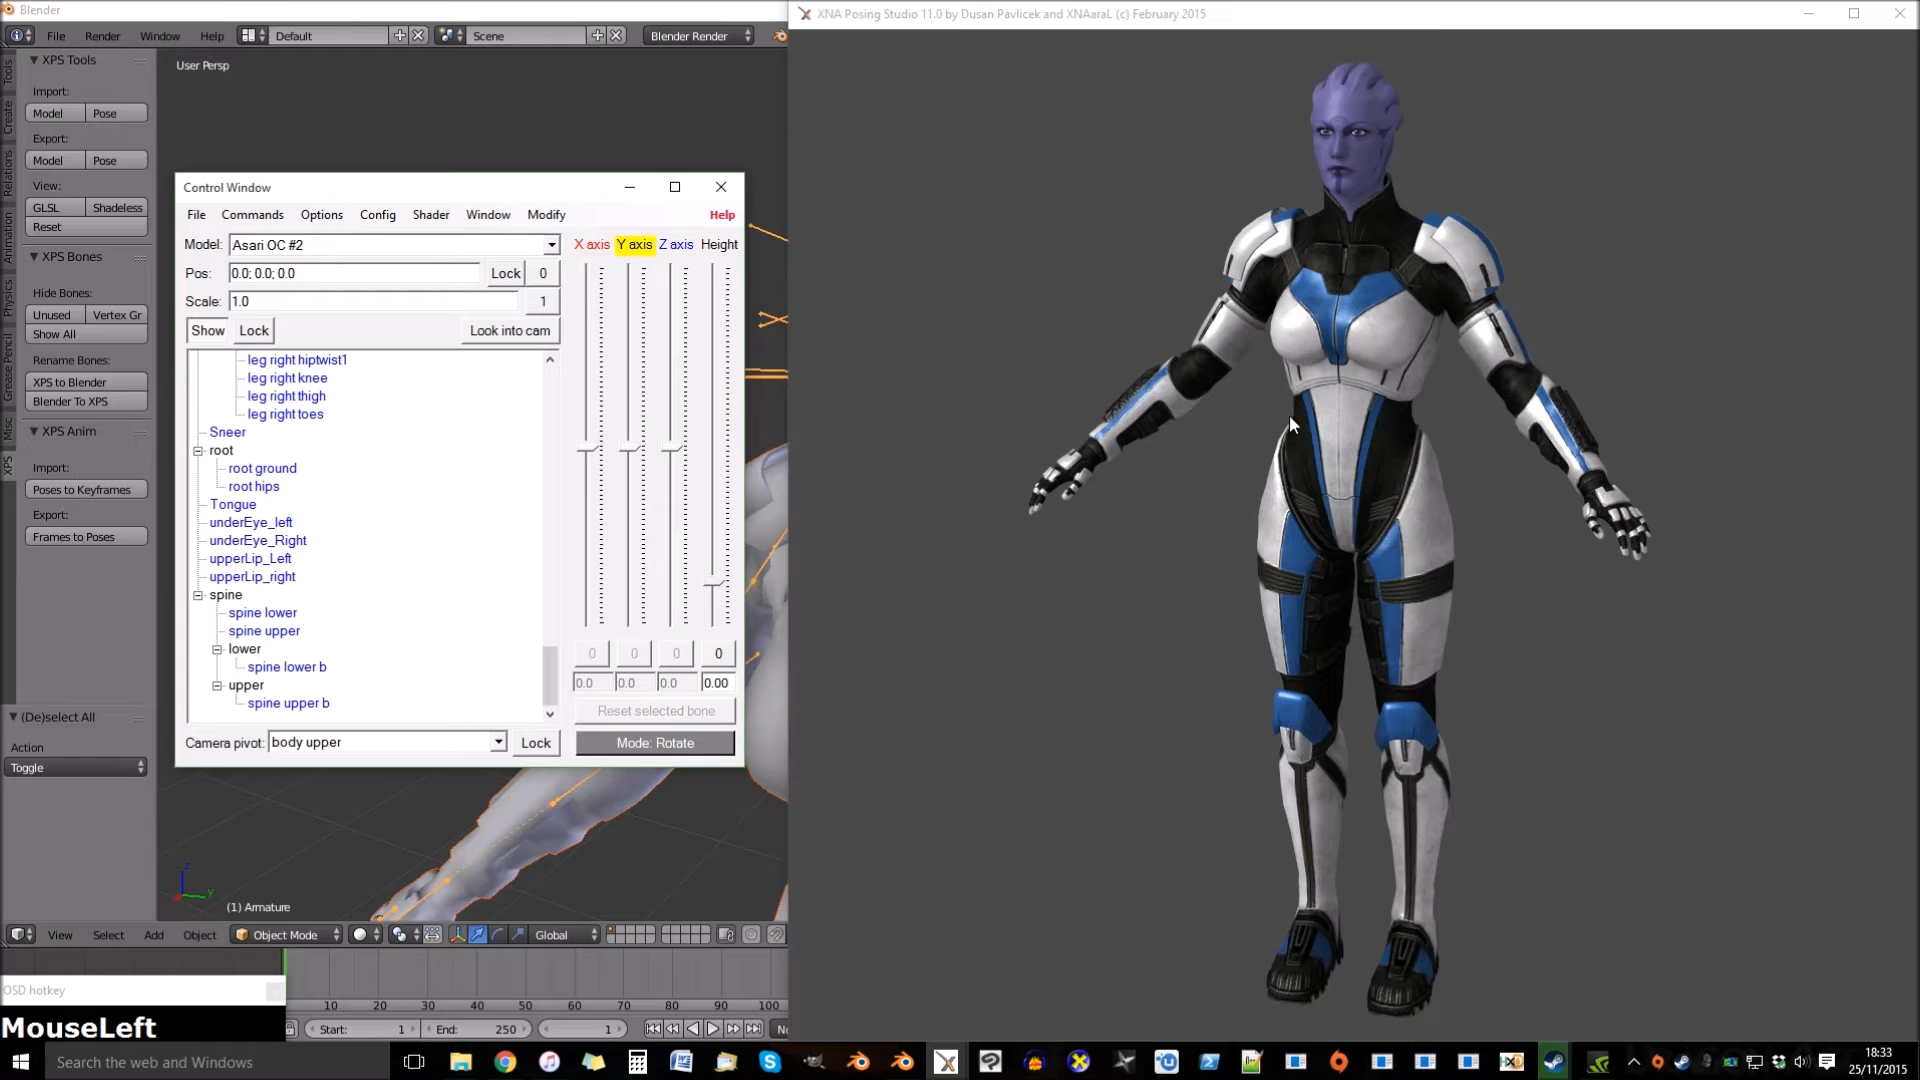 Blender
File Render Window Help Default Scene Blender Render
XPS Tools
Import:
Model Pose
Export:
Model Pose
View:
GLSL Shadeless
Reset
XPS Bones
Hide Bones:
Unused Vertex Gr
Show All
Rename Bones:
XPS to Blender
Blender To XPS
XPS Anim
Import:
Poses to Keyframes
Export:
Frames to Poses
(De)select All
Action
Toggle
Tools
Create
Relations
Animation
Physics
Grease Pencil
Misc
XPS
User Persp
Control Window
File Commands Options Config Shader Window Modify Help
Model: Asari OC #2
Pos: 0.0; 0.0; 0.0 Lock 0
Scale: 1.0 1
Show Lock Look into cam
X axis Y axis Z axis Height
leg right hiptwist1
leg right knee
leg right thigh
leg right toes
Sneer
root
root ground
root hips
Tongue
underEye_left
underEye_Right
upperLip_Left
upperLip_right
spine
spine lower
spine upper
lower
spine lower b
upper
spine upper b
0 0 0 0
0.0 0.0 0.0 0.00
Reset selected bone
Camera pivot: body upper Lock Mode: Rotate
z
y
(1) Armature
View Select Add Object Object Mode Global
10 20 30 40 50 60 70 80 90 100
Start: 1 End: 250 1 No
OSD hotkey
MouseLeft
XNA Posing Studio 11.0 by Dusan Pavlicek and XNAaraL (c) February 2015
Search the web and Windows
18:33
25/11/2015